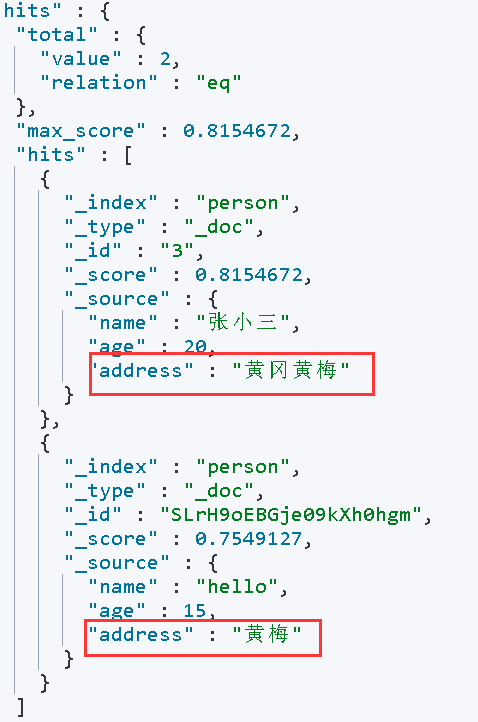 hits" : {
"total" : {
"value" : 2,
"relation" : "eq"
},
"max_score" : 0.8154672,
"hits" : [
{
"_index" : "person",
"_type" : "_doc",
"_id" : "3",
"_score" : 0.8154672,
"_source" : {
"name" : "张小三",
"age" : 20,
"address" : "黄冈黄梅"
}
},
{
"_index" : "person",
"_type" : "_doc",
"_id" : "SLrH9oEBGje09kXh0hgm",
"_score" : 0.7549127,
"_source" : {
"name" : "hello",
"age" : 15,
"address" : "黄梅"
}
}
]